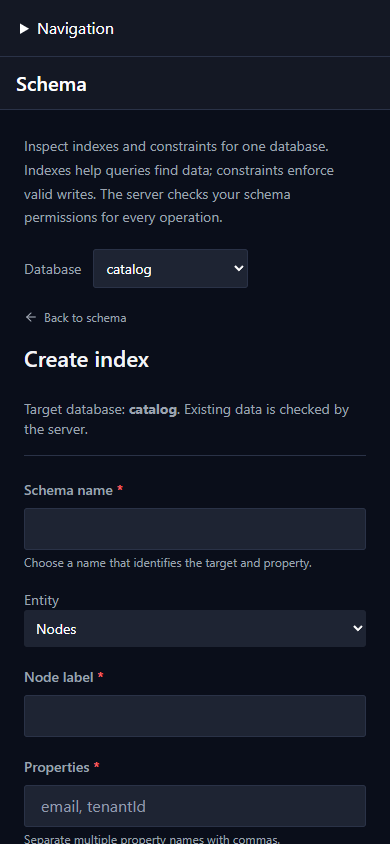 Navigation
Schema
Inspect indexes and constraints for one database.
Indexes help queries find data; constraints enforce
valid writes. The server checks your schema
permissions for every operation.
Database catalog
Back to schema
Create index
Target database: catalog. Existing data is checked by
the server.
Schema name *
Choose a name that identifies the target and property.
Entity
Nodes
Node label *
Properties *
email, tenantId
Separate multiple property names with commas.